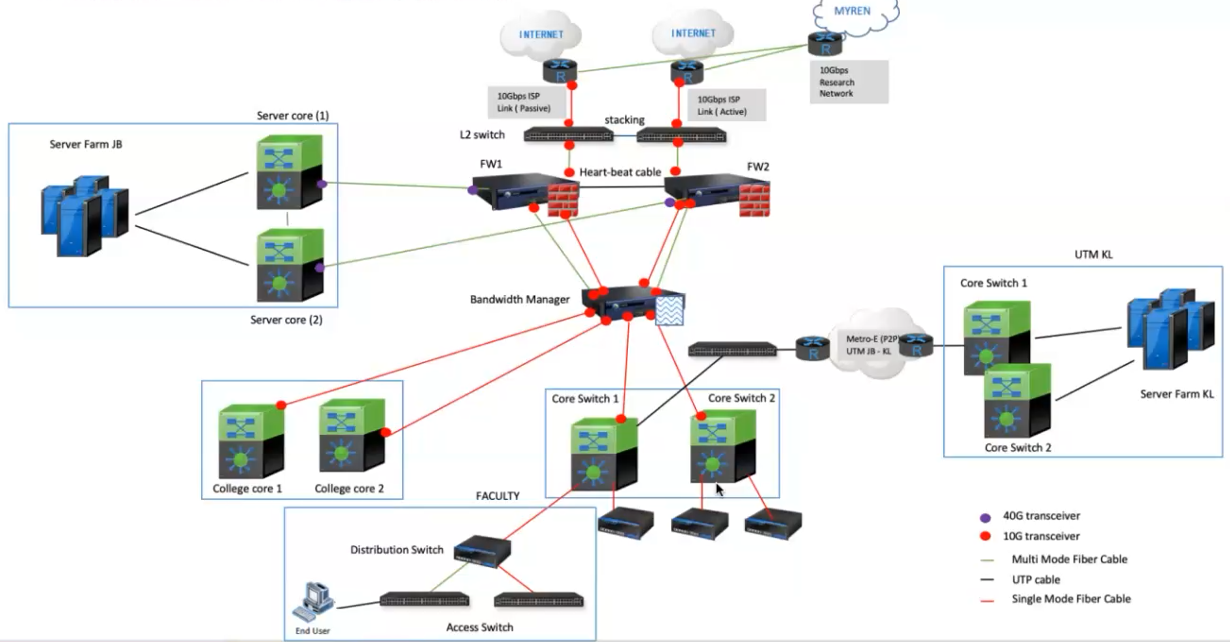 MYREN
INTERNET
INTERNET
R
R
R
10Gbps
Research
Network
10Gbps ISP
Link ( Passive)
10Gbps ISP
Link ( Active)
stacking
L2 switch
Server core (1)
Server Farm JB
FW1
Heart-beat cable
FW2
Server core (2)
Bandwidth Manager
UTM KL
Core Switch 1
Metro-E (P2P)
UTM JB - KL
R
R
Server Farm KL
Core Switch 2
Core Switch 1
Core Switch 2
College core 1
College core 2
FACULTY
Distribution Switch
End User
Access Switch
40G transceiver
10G transceiver
Multi Mode Fiber Cable
UTP cable
Single Mode Fiber Cable